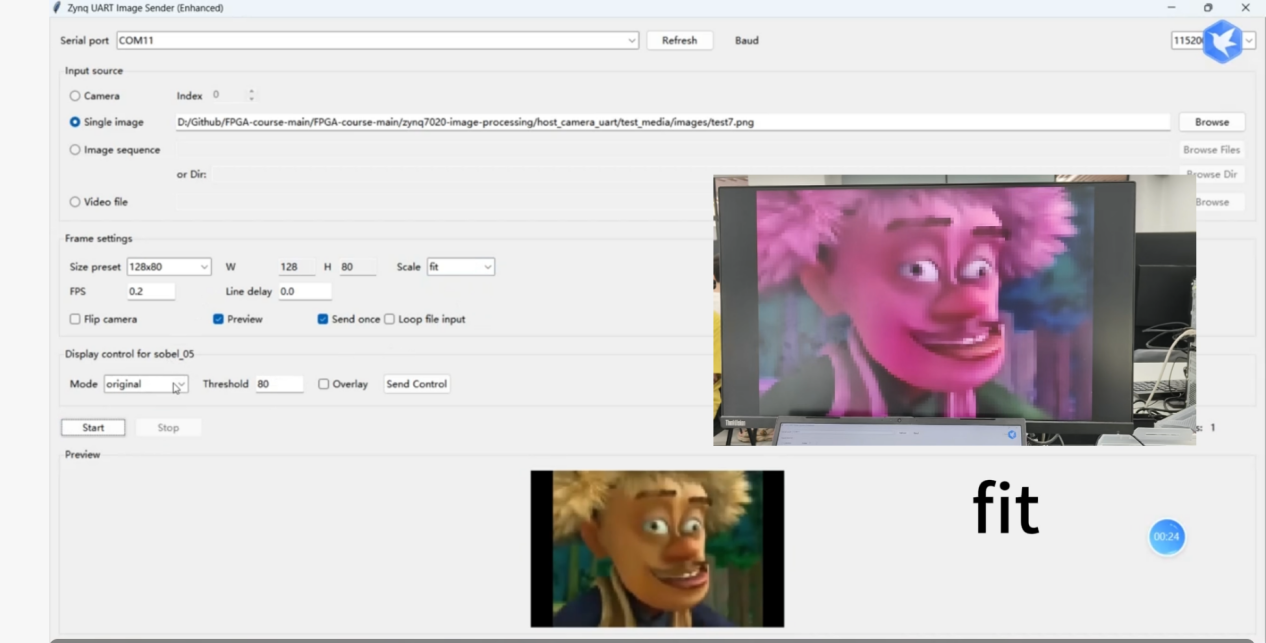 Zynq UART Image Sender (Enhanced)
Serial port COM11 Refresh Baud 11520
Input source
Camera Index 0
Single image D:/Github/FPGA-course-main/FPGA-course-main/zynq7020-image-processing/host_camera_uart/test_media/images/test7.png Browse
Image sequence Browse Files
or Dir: Browse Dir
Video file Browse
Frame settings
Size preset 128x80 W 128 H 80 Scale fit
FPS 0.2 Line delay 0.0
Flip camera Preview Send once Loop file input
Display control for sobel_05
Mode original Threshold 80 Overlay Send Control
Start Stop 1
Preview
fit
00:24